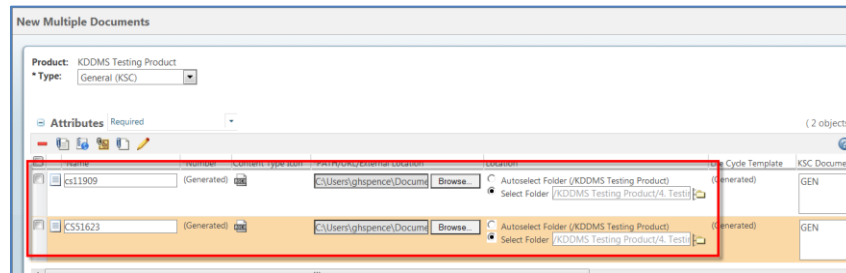 New Multiple Documents
Product: KDDMS Testing Product
* Type: General (KSC)
Attributes Required
( 2 objects
Name Number Content Type Icon *PATH/URL/External Location Location Life Cycle Template KSC Docume
cs11909 (Generated) C:\Users\ghspence\Docume Browse... Autoselect Folder (/KDDMS Testing Product) (Generated) GEN
Select Folder /KDDMS Testing Product/4. Testin
CS51623 (Generated) C:\Users\ghspence\Docume Browse... Autoselect Folder (/KDDMS Testing Product) (Generated) GEN
Select Folder /KDDMS Testing Product/4. Testin